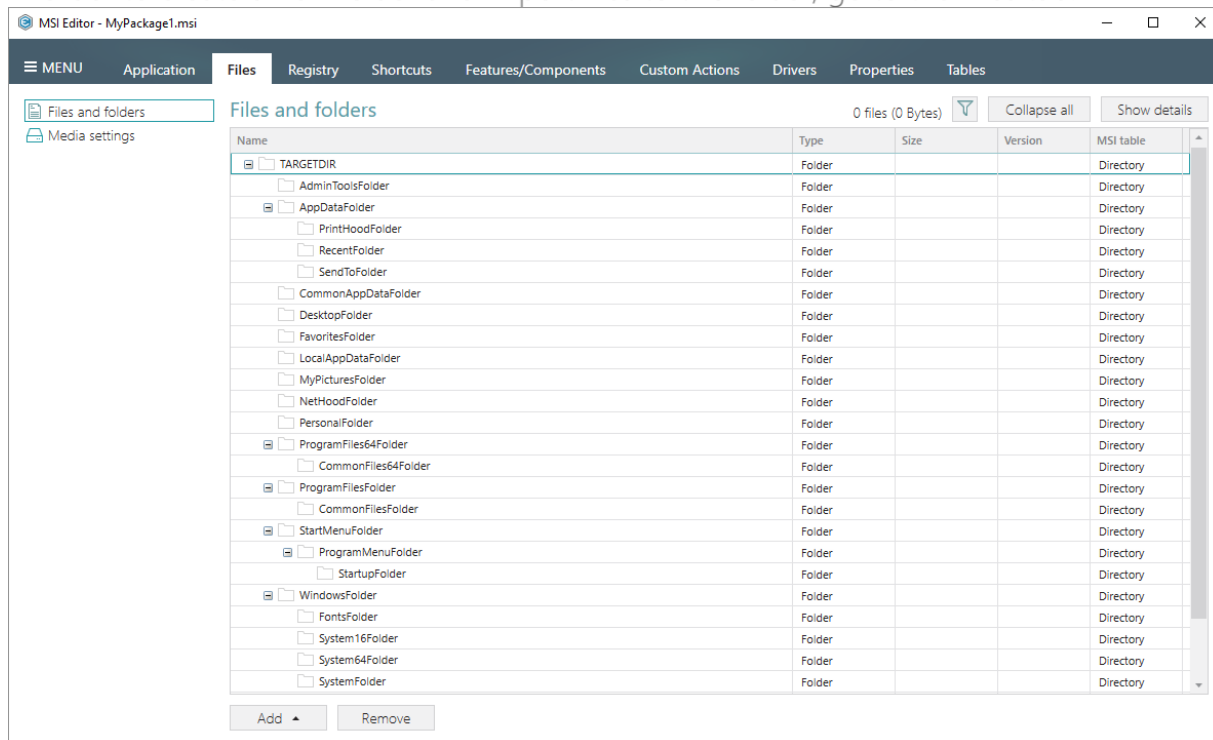 MSI Editor - MyPackage1.msi
MENU Application Files Registry Shortcuts Features/Components Custom Actions Drivers Properties Tables
Files and folders
Media settings
Files and folders 0 files (0 Bytes) Collapse all Show details
Name Type Size Version MSI table
TARGETDIR Folder Directory
AdminToolsFolder Folder Directory
AppDataFolder Folder Directory
PrintHoodFolder Folder Directory
RecentFolder Folder Directory
SendToFolder Folder Directory
CommonAppDataFolder Folder Directory
DesktopFolder Folder Directory
FavoritesFolder Folder Directory
LocalAppDataFolder Folder Directory
MyPicturesFolder Folder Directory
NetHoodFolder Folder Directory
PersonalFolder Folder Directory
ProgramFiles64Folder Folder Directory
CommonFiles64Folder Folder Directory
ProgramFilesFolder Folder Directory
CommonFilesFolder Folder Directory
StartMenuFolder Folder Directory
ProgramMenuFolder Folder Directory
StartupFolder Folder Directory
WindowsFolder Folder Directory
FontsFolder Folder Directory
System16Folder Folder Directory
System64Folder Folder Directory
SystemFolder Folder Directory
Add Remove